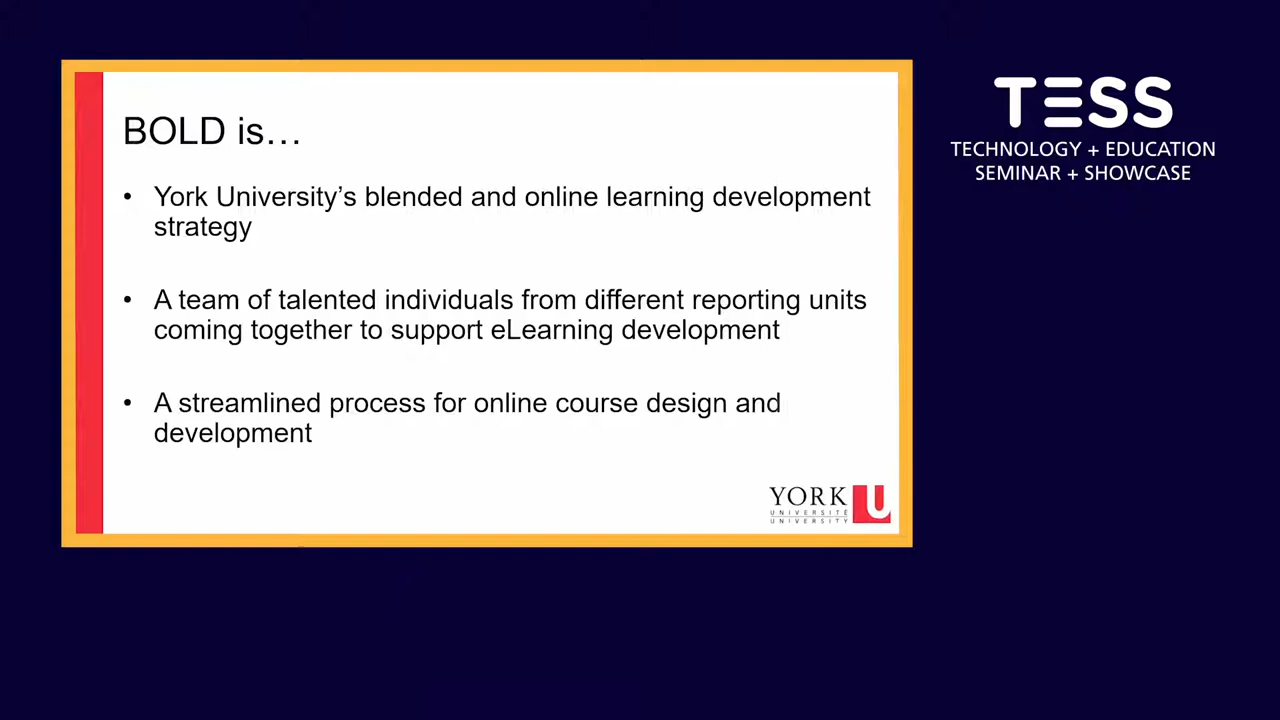 BOLD is…
• York University’s blended and online learning development
strategy
• A team of talented individuals from different reporting units
coming together to support eLearning development
• A streamlined process for online course design and
development
YORK U
UNIVERSITÉ
UNIVERSITY
TESS
TECHNOLOGY + EDUCATION
SEMINAR + SHOWCASE